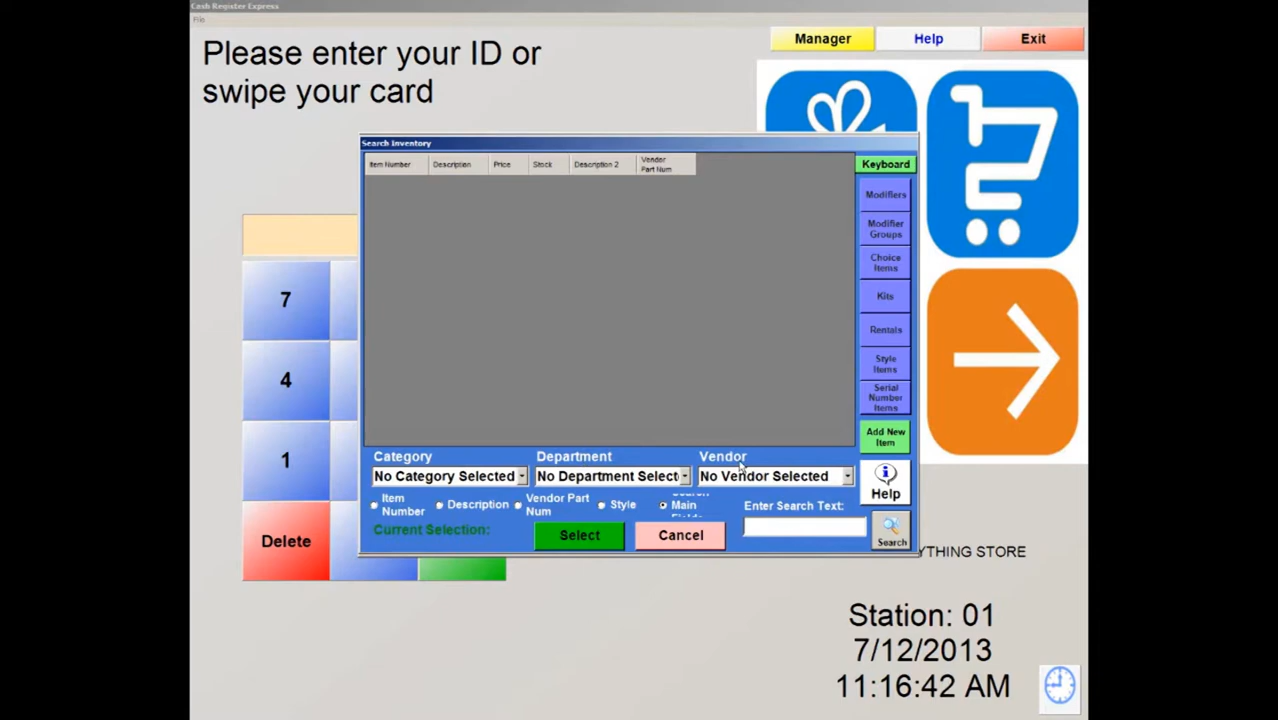 Cash Register Express
File
Please enter your ID or
swipe your card
Manager
Help
Exit
Search Inventory
Item Number
Description
Price
Stock
Description 2
Vendor
Part Num
Keyboard
Modifiers
Modifier
Groups
Choice
Items
Kits
Rentals
Style
Items
Serial
Number
Items
Add New
Item
Help
Search
7
4
1
Delete
Category
Department
Vendor
No Category Selected
No Department Select
No Vendor Selected
Item
Number
Description
Vendor Part
Num
Style
Search
Main
Fields
Enter Search Text:
Current Selection:
Select
Cancel
YTHING STORE
Station: 01
7/12/2013
11:16:42 AM